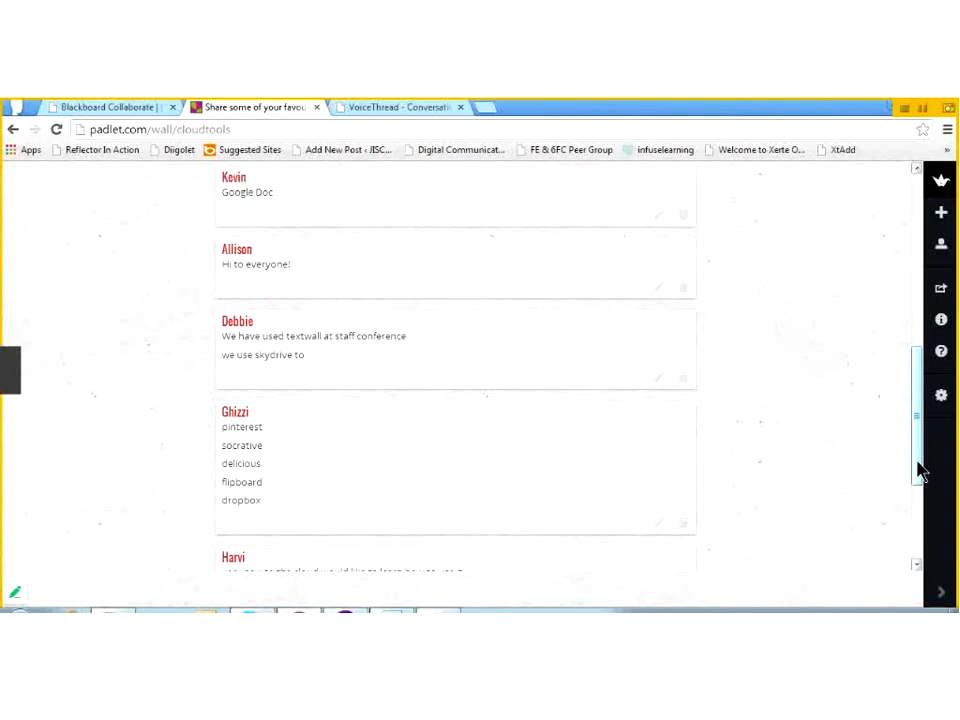 Blackboard Collaborate |
Share some of your favou
VoiceThread - Conversati
padlet.com/wall/cloudtools
Apps
Reflector In Action
Diigolet
Suggested Sites
Add New Post ‹ JISC...
Digital Communicat...
FE & 6FC Peer Group
infuselearning
Welcome to Xerte O...
XtAdd
»
Kevin
Google Doc
Allison
Hi to everyone!
Debbie
We have used textwall at staff conference
we use skydrive to
Ghizzi
pinterest
socrative
delicious
flipboard
dropbox
Harvi